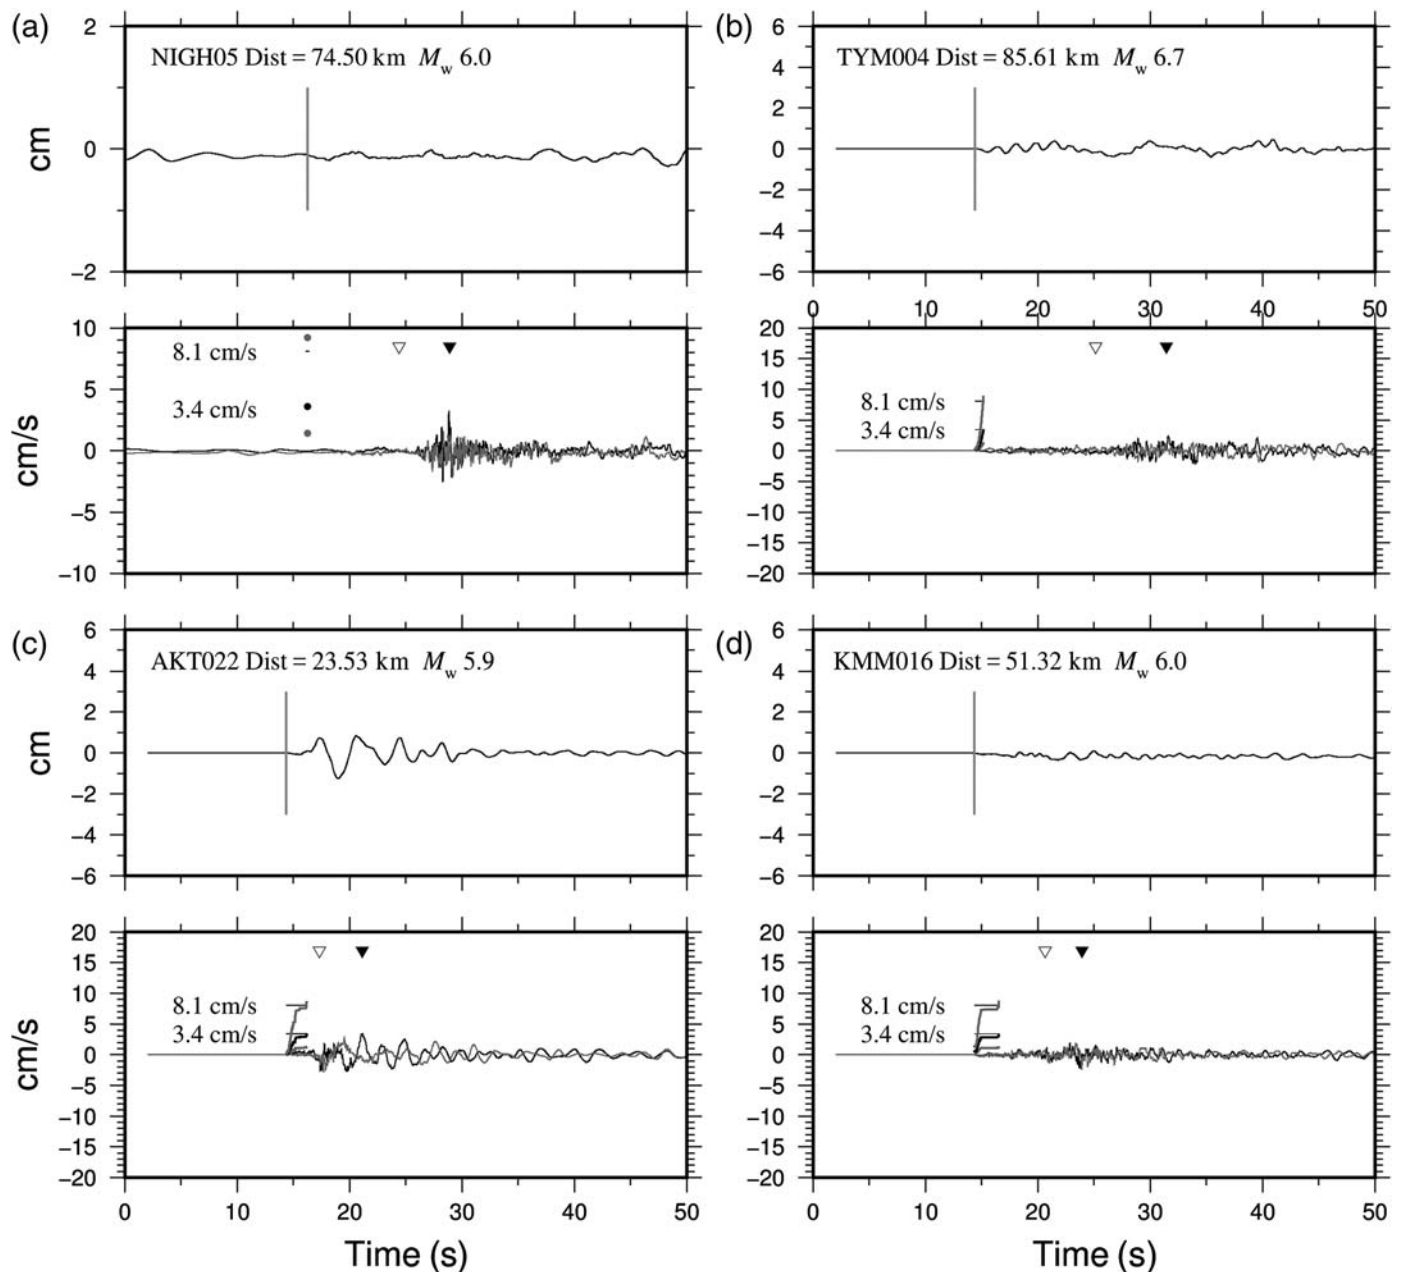 (a)
2
0
−2
cm
NIGH05 Dist = 74.50 km Mw 6.0
(b)
6
4
2
0
−2
−4
−6
TYM004 Dist = 85.61 km Mw 6.7
0 10 20 30 40 50
10
5
0
−5
−10
cm/s
8.1 cm/s
3.4 cm/s
20
15
10
5
0
−5
−10
−15
−20
8.1 cm/s
3.4 cm/s
(c)
6
4
2
0
−2
−4
−6
cm
AKT022 Dist = 23.53 km Mw 5.9
(d)
6
4
2
0
−2
−4
−6
KMM016 Dist = 51.32 km Mw 6.0
20
15
10
5
0
−5
−10
−15
−20
cm/s
8.1 cm/s
3.4 cm/s
0 10 20 30 40 50
Time (s)
20
15
10
5
0
−5
−10
−15
−20
8.1 cm/s
3.4 cm/s
0 10 20 30 40 50
Time (s)